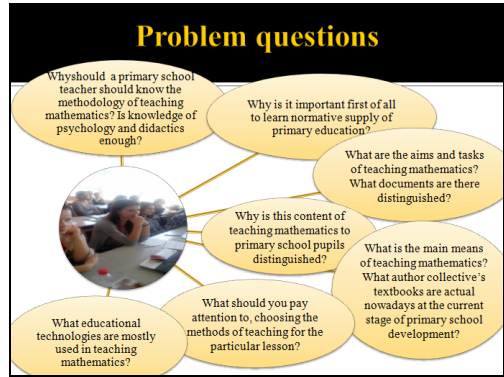 Problem questions
Whyshould a primary school
teacher should know the
methodology of teaching
mathematics? Is knowledge of
psychology and didactics
enough?
Why is it important first of all
to learn normative supply of
primary education?
What are the aims and tasks
of teaching mathematics?
What documents are there
distinguished?
Why is this content of
teaching mathematics to
primary school pupils
distinguished?
What is the main means
of teaching mathematics?
What author collective's
textbooks are actual
nowadays at the current
stage of primary school
development?
What should you pay
attention to, choosing the
methods of teaching for the
particular lesson?
What educational
technologies are mostly
used in teaching
mathematics?